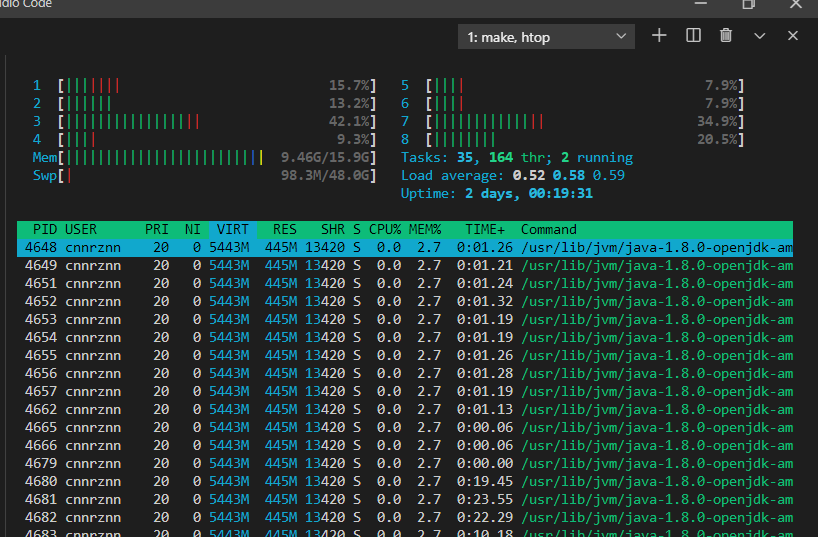 dio Code
1: make, htop
1 [||||||| 15.7%] 5 [|||| 7.9%]
2 [|||||| 13.2%] 6 [|||| 7.9%]
3 [||||||||||||||||| 42.1%] 7 [|||||||||||||| 34.9%]
4 [|||| 9.3%] 8 [|||||||| 20.5%]
Mem[||||||||||||||||||||||||| 9.46G/15.9G] Tasks: 35, 164 thr; 2 running
Swp[| 98.3M/48.0G] Load average: 0.52 0.58 0.59
Uptime: 2 days, 00:19:31
PID USER PRI NI VIRT RES SHR S CPU% MEM% TIME+ Command
4648 cnnrznn 20 0 5443M 445M 13420 S 0.0 2.7 0:01.26 /usr/lib/jvm/java-1.8.0-openjdk-am
4649 cnnrznn 20 0 5443M 445M 13420 S 0.0 2.7 0:01.21 /usr/lib/jvm/java-1.8.0-openjdk-am
4651 cnnrznn 20 0 5443M 445M 13420 S 0.0 2.7 0:01.24 /usr/lib/jvm/java-1.8.0-openjdk-am
4652 cnnrznn 20 0 5443M 445M 13420 S 0.0 2.7 0:01.32 /usr/lib/jvm/java-1.8.0-openjdk-am
4653 cnnrznn 20 0 5443M 445M 13420 S 0.0 2.7 0:01.19 /usr/lib/jvm/java-1.8.0-openjdk-am
4654 cnnrznn 20 0 5443M 445M 13420 S 0.0 2.7 0:01.19 /usr/lib/jvm/java-1.8.0-openjdk-am
4655 cnnrznn 20 0 5443M 445M 13420 S 0.0 2.7 0:01.26 /usr/lib/jvm/java-1.8.0-openjdk-am
4656 cnnrznn 20 0 5443M 445M 13420 S 0.0 2.7 0:01.28 /usr/lib/jvm/java-1.8.0-openjdk-am
4657 cnnrznn 20 0 5443M 445M 13420 S 0.0 2.7 0:01.19 /usr/lib/jvm/java-1.8.0-openjdk-am
4662 cnnrznn 20 0 5443M 445M 13420 S 0.0 2.7 0:01.13 /usr/lib/jvm/java-1.8.0-openjdk-am
4665 cnnrznn 20 0 5443M 445M 13420 S 0.0 2.7 0:00.06 /usr/lib/jvm/java-1.8.0-openjdk-am
4666 cnnrznn 20 0 5443M 445M 13420 S 0.0 2.7 0:00.06 /usr/lib/jvm/java-1.8.0-openjdk-am
4679 cnnrznn 20 0 5443M 445M 13420 S 0.0 2.7 0:00.00 /usr/lib/jvm/java-1.8.0-openjdk-am
4680 cnnrznn 20 0 5443M 445M 13420 S 0.0 2.7 0:19.45 /usr/lib/jvm/java-1.8.0-openjdk-am
4681 cnnrznn 20 0 5443M 445M 13420 S 0.0 2.7 0:23.55 /usr/lib/jvm/java-1.8.0-openjdk-am
4682 cnnrznn 20 0 5443M 445M 13420 S 0.0 2.7 0:22.29 /usr/lib/jvm/java-1.8.0-openjdk-am
4683 cnnrznn 20 0 5443M 445M 13420 S 0.0 2.7 0:10.18 /usr/lib/jvm/java-1.8.0-openjdk-am